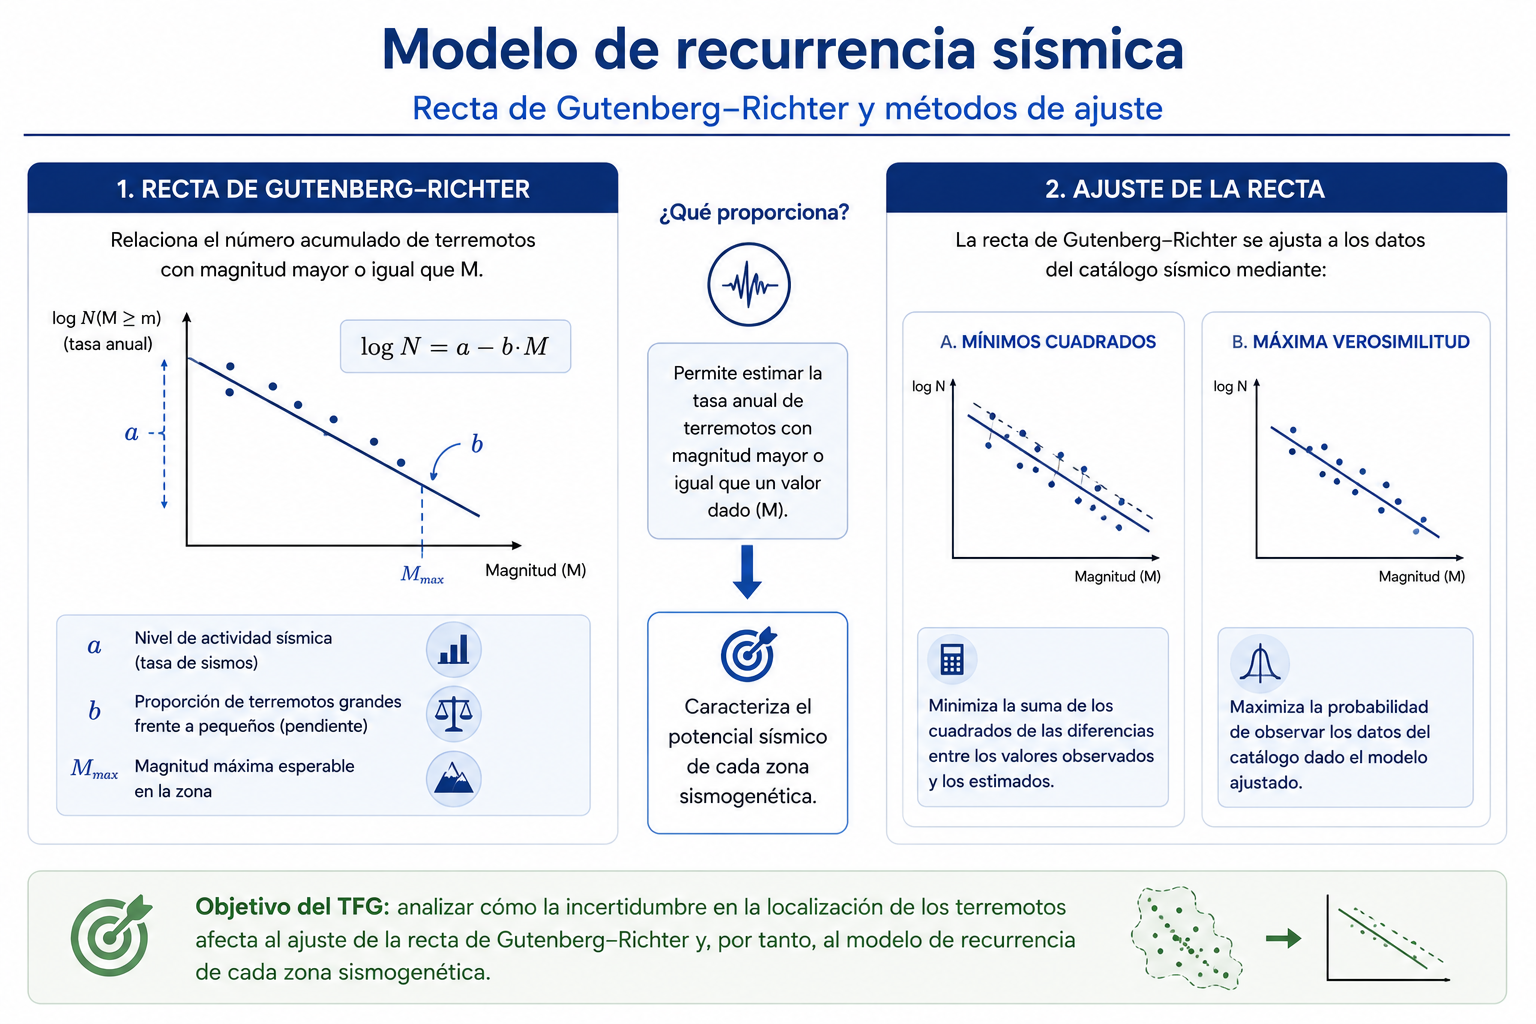 Modelo de recurrencia sísmica
Recta de Gutenberg–Richter y métodos de ajuste
1. RECTA DE GUTENBERG–RICHTER
Relaciona el número acumulado de terremotos
con magnitud mayor o igual que M.
log N(M ≥ m)
(tasa anual)
log N = a − b·M
a
b
M_max
Magnitud (M)
a
Nivel de actividad sísmica
(tasa de sismos)
b
Proporción de terremotos grandes
frente a pequeños (pendiente)
M_max
Magnitud máxima esperable
en la zona
¿Qué proporciona?
Permite estimar la
tasa anual de
terremotos con
magnitud mayor o
igual que un valor
dado (M).
Caracteriza el
potencial sísmico
de cada zona
sismogenética.
2. AJUSTE DE LA RECTA
La recta de Gutenberg–Richter se ajusta a los datos
del catálogo sísmico mediante:
A. MÍNIMOS CUADRADOS
log N
Magnitud (M)
Minimiza la suma de los
cuadrados de las diferencias
entre los valores observados
y los estimados.
B. MÁXIMA VEROSIMILITUD
log N
Magnitud (M)
Maximiza la probabilidad
de observar los datos del
catálogo dado el modelo
ajustado.
Objetivo del TFG: analizar cómo la incertidumbre en la localización de los terremotos
afecta al ajuste de la recta de Gutenberg–Richter y, por tanto, al modelo de recurrencia
de cada zona sismogenética.